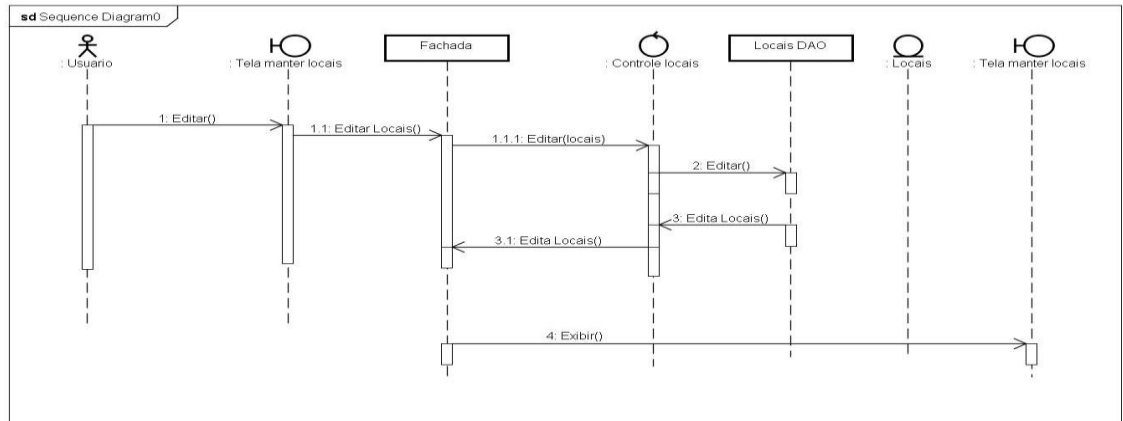 sd Sequence Diagram0
: Usuario
: Tela manter locais
Fachada
: Controle locais
Locais DAO
: Locais
: Tela manter locais
1: Editar()
1.1: Editar Locais()
1.1.1: Editar(locais)
2: Editar()
3: Edita Locais()
3.1: Edita Locais()
4: Exibir()